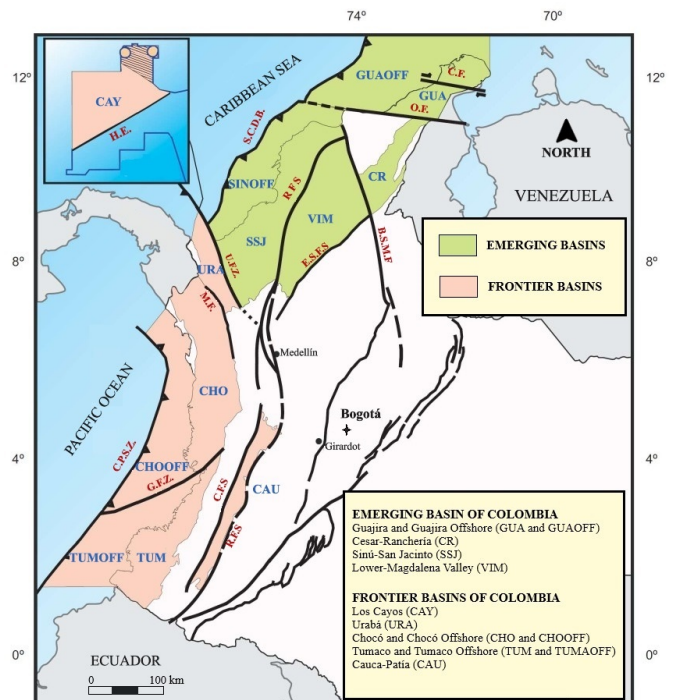 74º
70º
12º
12º
CAY
H.E.
CARIBBEAN SEA
GUAOFF
C.F.
GUA
O.F.
S.C.D.B.
NORTH
SINOFF
R F S
CR
VENEZUELA
VIM
SSJ
E.S.F.S
B.S.M.F
EMERGING BASINS
FRONTIER BASINS
8º
8º
URA
U.F.Z.
M.F.
Medellín
PACIFIC OCEAN
CHO
Bogotá
Girardot
4º
4º
C.P.S.Z.
CHOOFF
G.F.Z.
C.F.S
CAU
R.F.S
TUMOFF
TUM
EMERGING BASIN OF COLOMBIA
Guajira and Guajira Offshore (GUA and GUAOFF)
Cesar-Ranchería (CR)
Sinú-San Jacinto (SSJ)
Lower-Magdalena Valley (VIM)
FRONTIER BASINS OF COLOMBIA
Los Cayos (CAY)
Urabá (URA)
Chocó and Chocó Offshore (CHO and CHOOFF)
Tumaco and Tumaco Offshore (TUM and TUMAOFF)
Cauca-Patía (CAU)
0º
0º
ECUADOR
0 100 km